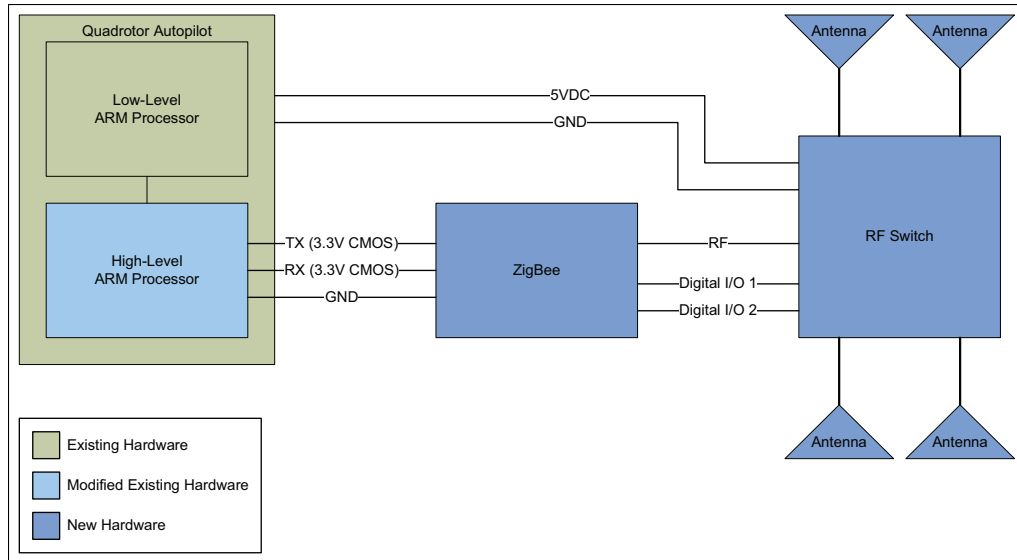 Quadrotor Autopilot
Low-Level
ARM Processor
High-Level
ARM Processor
5VDC
GND
TX (3.3V CMOS)
RX (3.3V CMOS)
GND
ZigBee
RF
Digital I/O 1
Digital I/O 2
Antenna
Antenna
RF Switch
Antenna
Antenna
Existing Hardware
Modified Existing Hardware
New Hardware